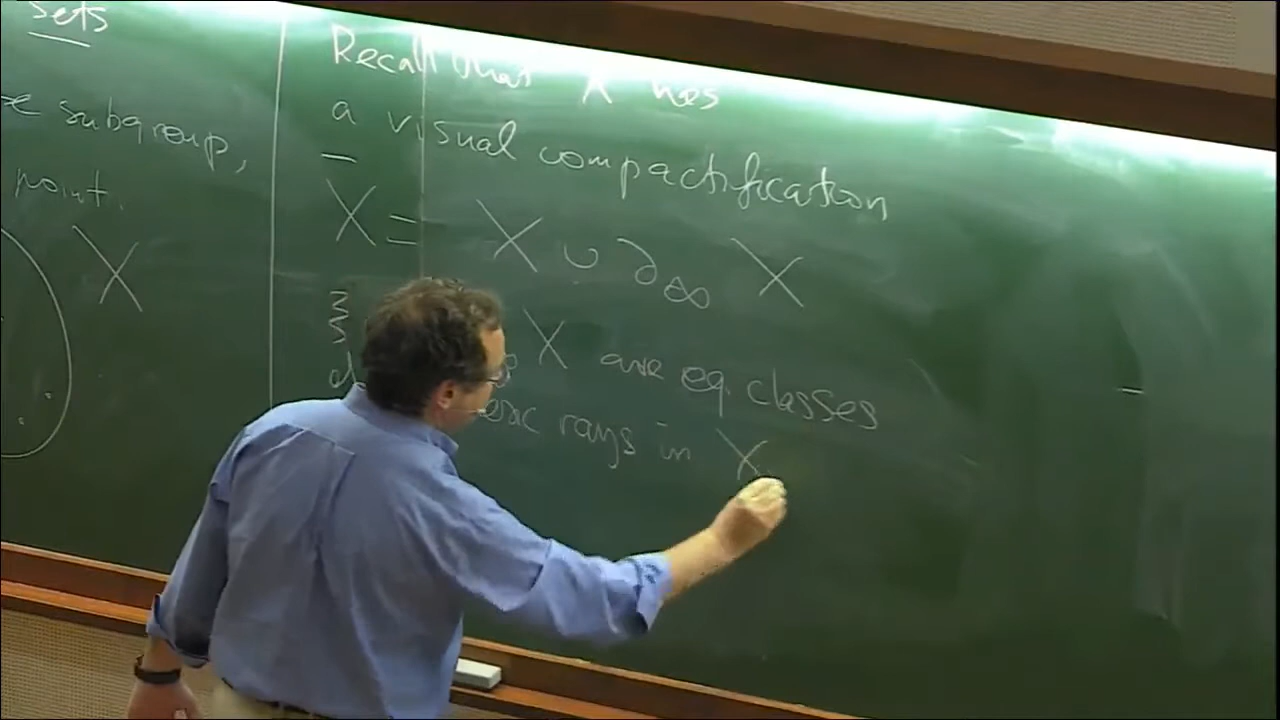 Sets
subgroup,
point.
X
Recall that X has
a visual compactification
X̄ = X ∪ ∂∞ X
ξ X are eq. classes
rays in X